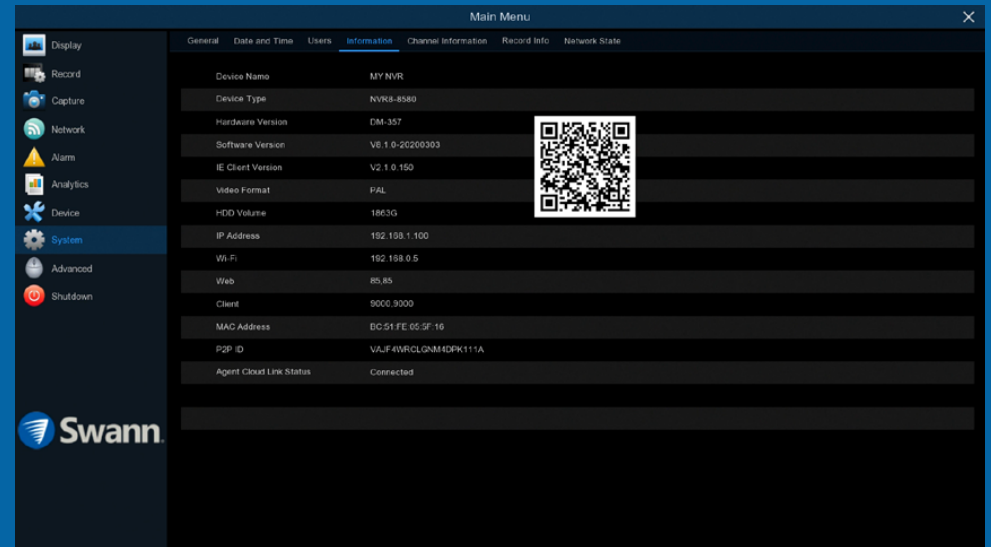 Main Menu
Display
Record
Capture
Network
Alarm
Analytics
Device
System
Advanced
Shutdown
Swann
General Date and Time Users Information Channel Information Record Info Network State
Device Name MY NVR
Device Type NVR8-8580
Hardware Version DM-357
Software Version V8.1.0-20200303
IE Client Version V2.1.0.150
Video Format PAL
HDD Volume 1863G
IP Address 192.168.1.100
Wi-Fi 192.168.0.5
Web 85,85
Client 9000,9000
MAC Address BC:51:FE:05:5F:16
P2P ID VAJF4WRCLGNM4DPK111A
Agent Cloud Link Status Connected